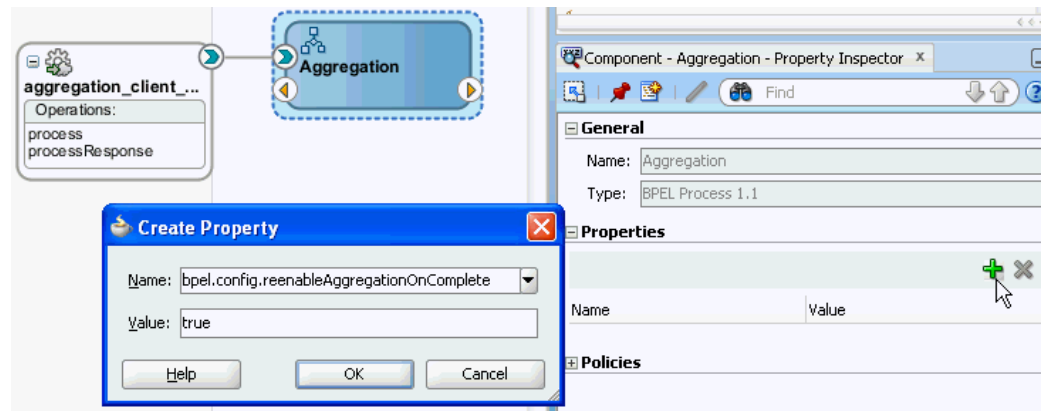 aggregation_client_...
Operations:
process
processResponse
Aggregation
Component - Aggregation - Property Inspector x
Find
General
Name: Aggregation
Type: BPEL Process 1.1
Properties
Name Value
Policies
Create Property
Name: bpel.config.reenableAggregationOnComplete
Value: true
Help OK Cancel